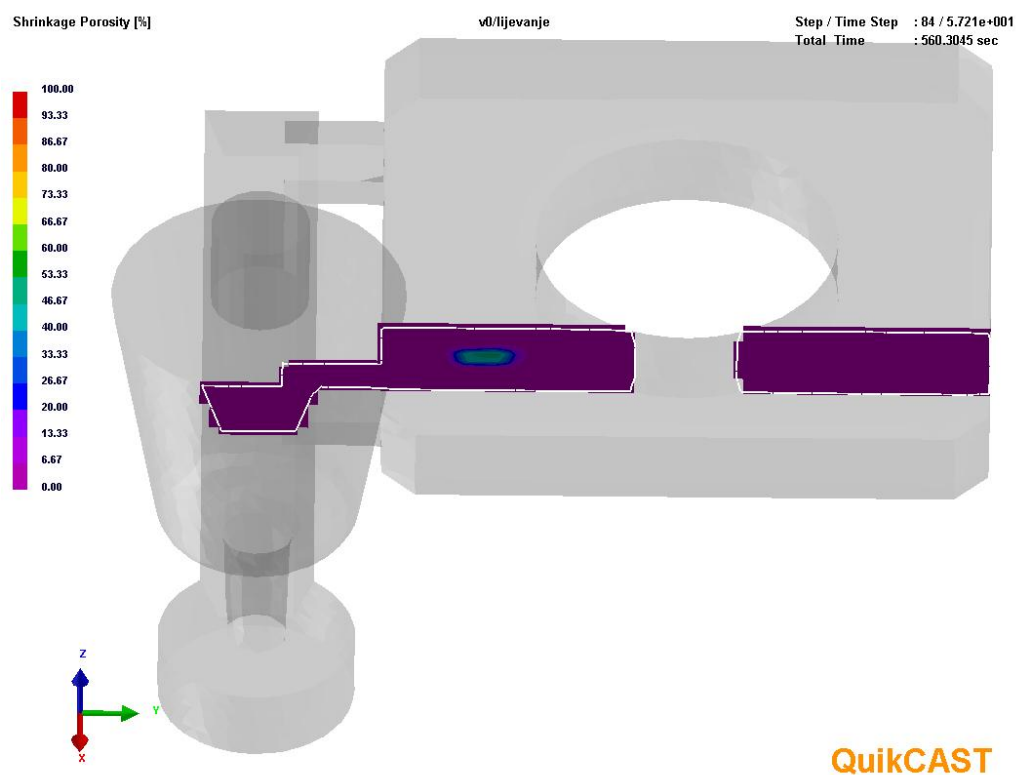 Shrinkage Porosity [%]
v0/lijevanje
Step / Time Step : 84 / 5.721e+001
Total Time : 560.3045 sec
100.00
93.33
86.67
80.00
73.33
66.67
60.00
53.33
46.67
40.00
33.33
26.67
20.00
13.33
6.67
0.00
Z
Y
X
QuikCAST